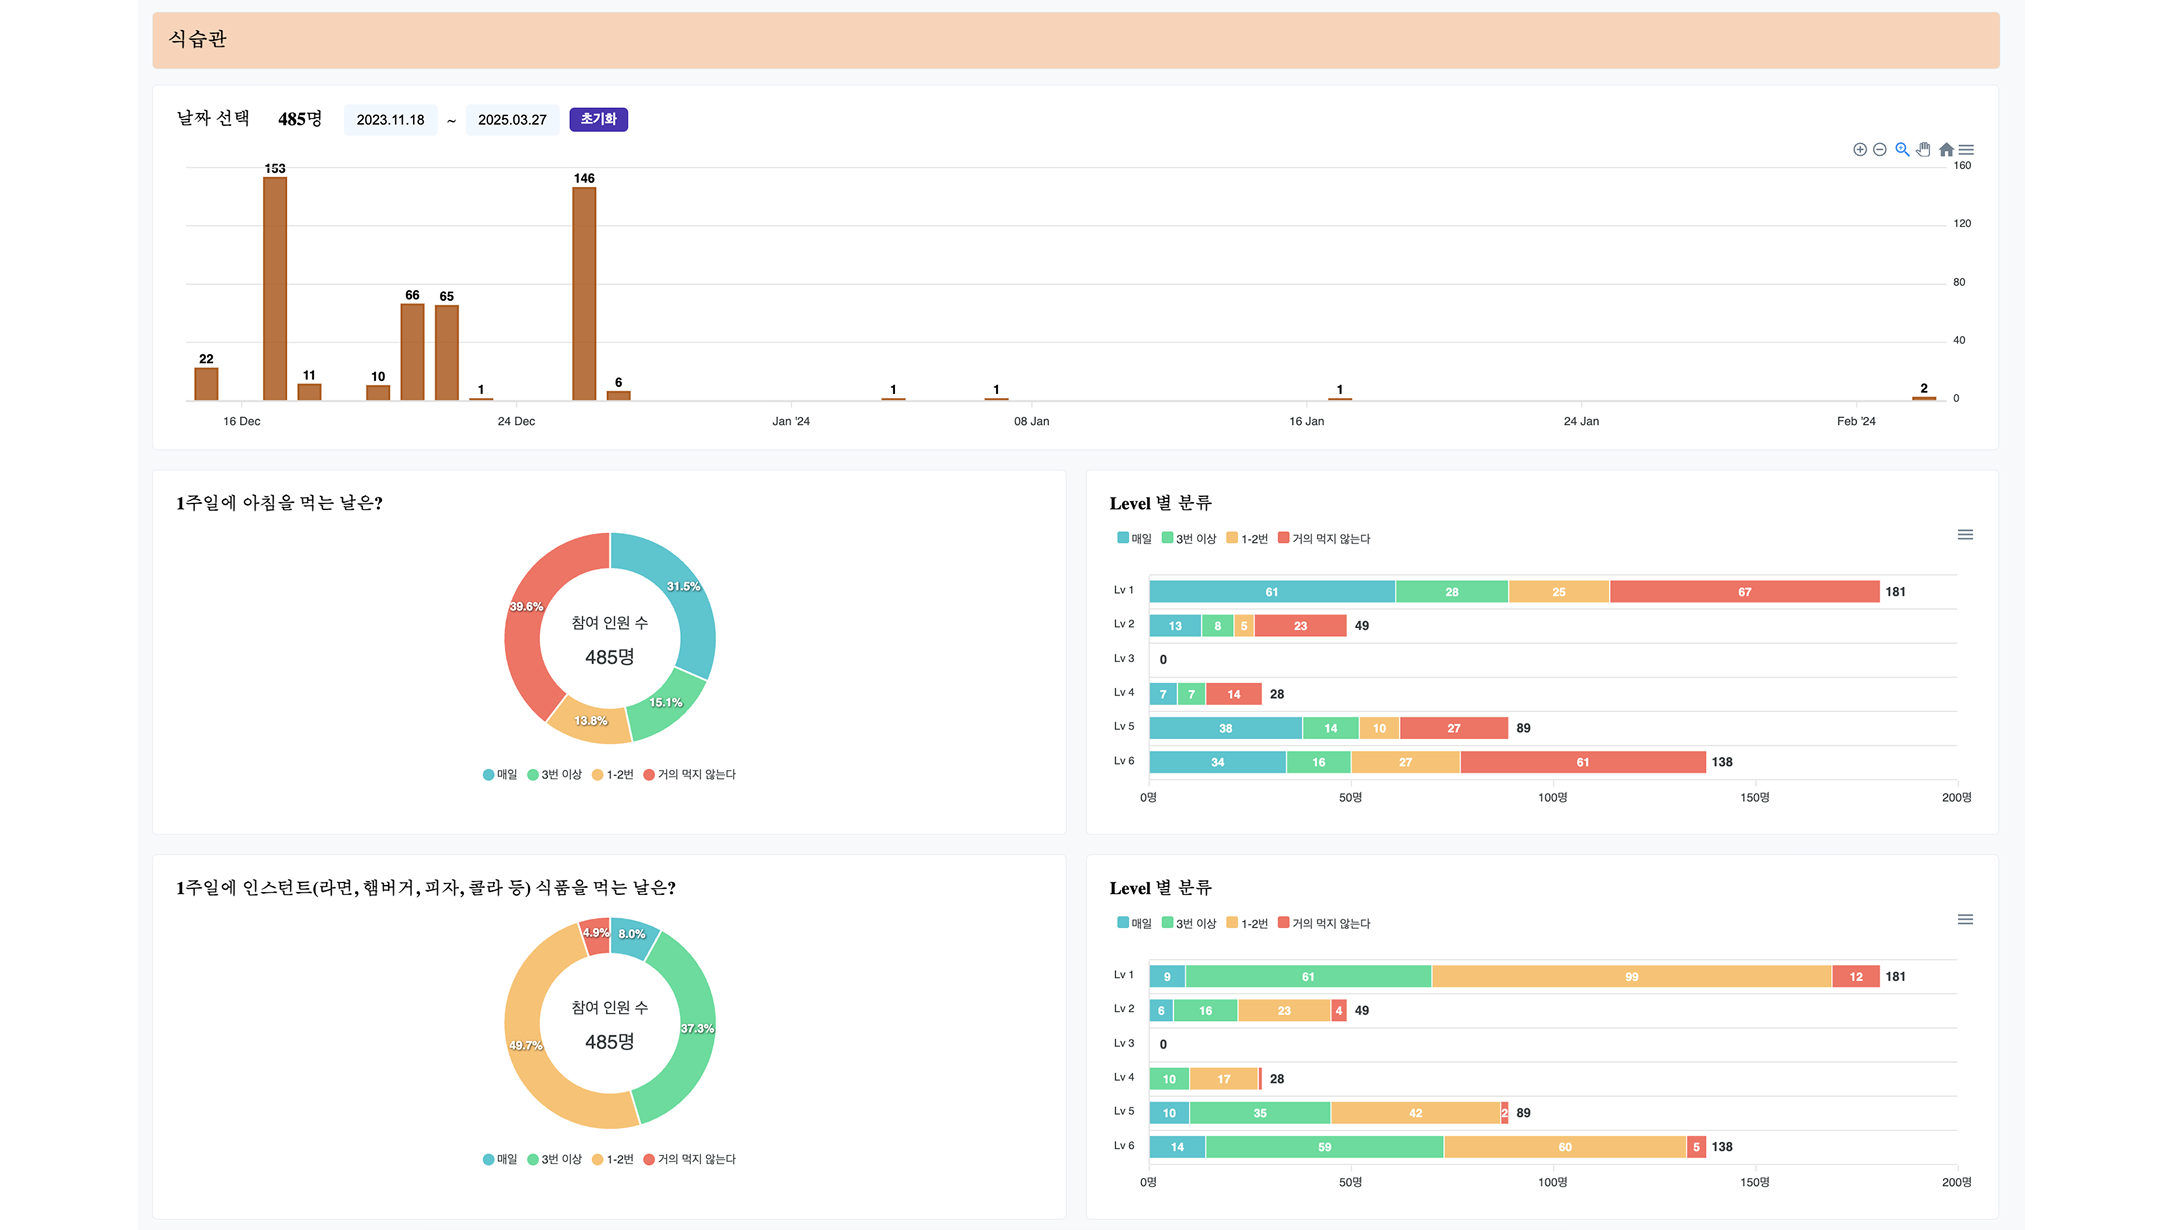 식습관
날짜 선택 485명 2023.11.18 ~ 2025.03.27 초기화
160
120
80
40
0
22 153 11 10 66 65 1 146 6 1 1 1 2
16 Dec 24 Dec Jan '24 08 Jan 16 Jan 24 Jan Feb '24
1주일에 아침을 먹는 날은?
31.5%
39.6%
15.1%
13.8%
참여 인원 수
485명
매일 3번 이상 1-2번 거의 먹지 않는다
Level 별 분류
매일 3번 이상 1-2번 거의 먹지 않는다
Lv 1 61 28 25 67 181
Lv 2 13 8 5 23 49
Lv 3 0
Lv 4 7 7 14 28
Lv 5 38 14 10 27 89
Lv 6 34 16 27 61 138
0명 50명 100명 150명 200명
1주일에 인스턴트(라면, 햄버거, 피자, 콜라 등) 식품을 먹는 날은?
4.9% 8.0%
37.3%
49.7%
참여 인원 수
485명
매일 3번 이상 1-2번 거의 먹지 않는다
Level 별 분류
매일 3번 이상 1-2번 거의 먹지 않는다
Lv 1 9 61 99 12 181
Lv 2 6 16 23 4 49
Lv 3 0
Lv 4 10 17 28
Lv 5 10 35 42 2 89
Lv 6 14 59 60 5 138
0명 50명 100명 150명 200명